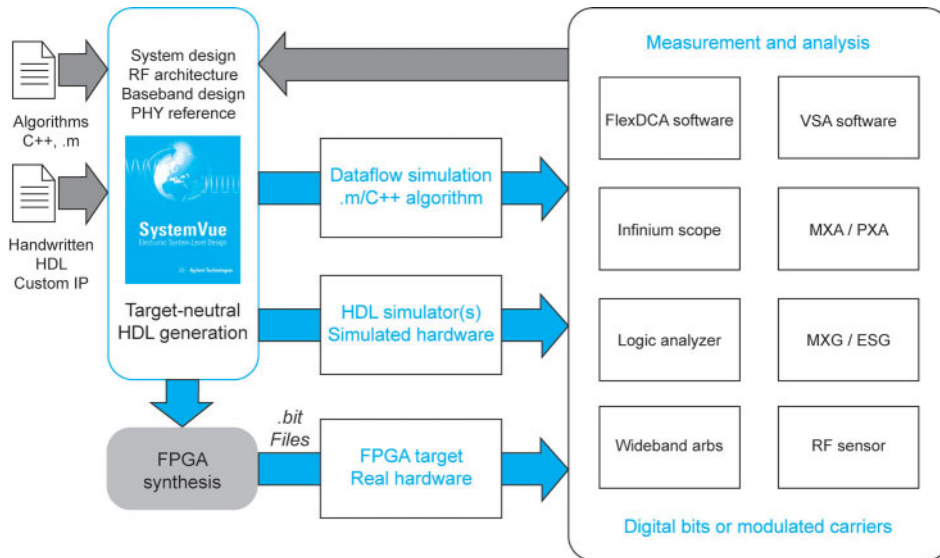 Algorithms
C++, .m
Handwritten
HDL
Custom IP
System design
RF architecture
Baseband design
PHY reference
SystemVue
Electronic System-Level Design
Agilent Technologies
Target-neutral
HDL generation
FPGA
synthesis
.bit
Files
Dataflow simulation
.m/C++ algorithm
HDL simulator(s)
Simulated hardware
FPGA target
Real hardware
Measurement and analysis
FlexDCA software
VSA software
Infinium scope
MXA / PXA
Logic analyzer
MXG / ESG
Wideband arbs
RF sensor
Digital bits or modulated carriers